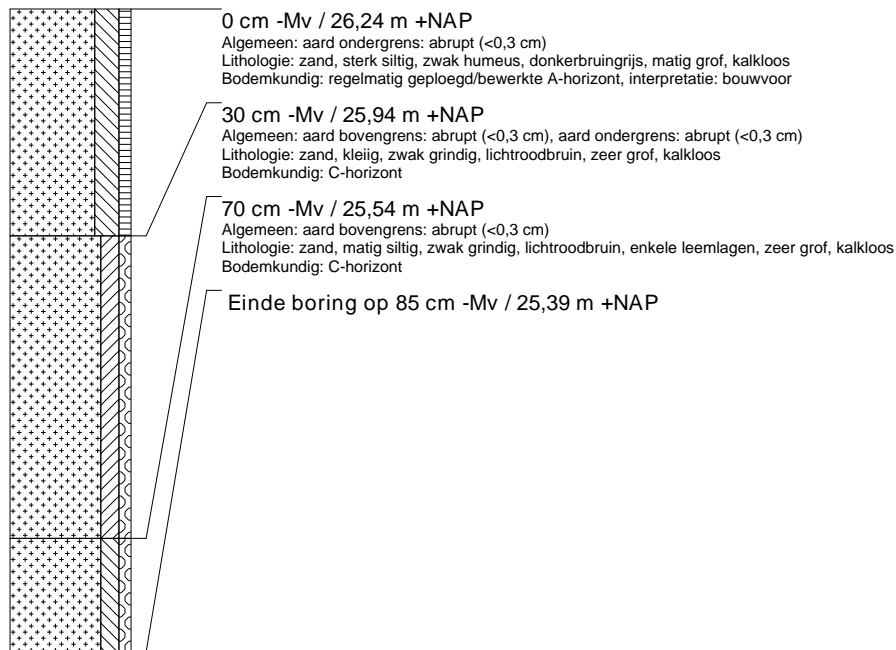 0 cm -Mv / 26,24 m +NAP
Algemeen: aard ondergrens: abrupt (<0,3 cm)
Lithologie: zand, sterk siltig, zwak humeus, donkerbruingrijs, matig grof, kalkloos
Bodemkundig: regelmatig geploegd/bewerkte A-horizont, interpretatie: bouwvoor
30 cm -Mv / 25,94 m +NAP
Algemeen: aard bovengrens: abrupt (<0,3 cm), aard ondergrens: abrupt (<0,3 cm)
Lithologie: zand, kleiig, zwak grindig, lichtroodbruin, zeer grof, kalkloos
Bodemkundig: C-horizont
70 cm -Mv / 25,54 m +NAP
Algemeen: aard bovengrens: abrupt (<0,3 cm)
Lithologie: zand, matig siltig, zwak grindig, lichtroodbruin, enkele leemlagen, zeer grof, kalkloos
Bodemkundig: C-horizont
Einde boring op 85 cm -Mv / 25,39 m +NAP